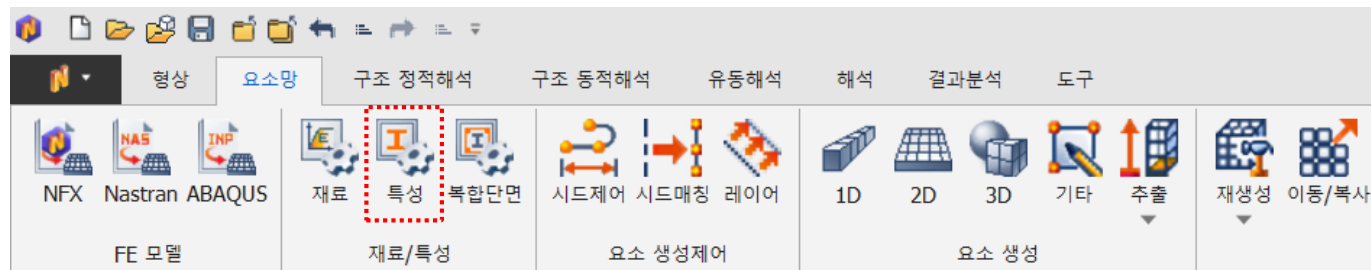 형상 요소망 구조 정적해석 구조 동적해석 유동해석 해석 결과분석 도구
NAS INP
NFX Nastran ABAQUS 재료 특성 복합단면 시드제어 시드매칭 레이어 1D 2D 3D 기타 추출 재생성 이동/복사
FE 모델 재료/특성 요소 생성제어 요소 생성